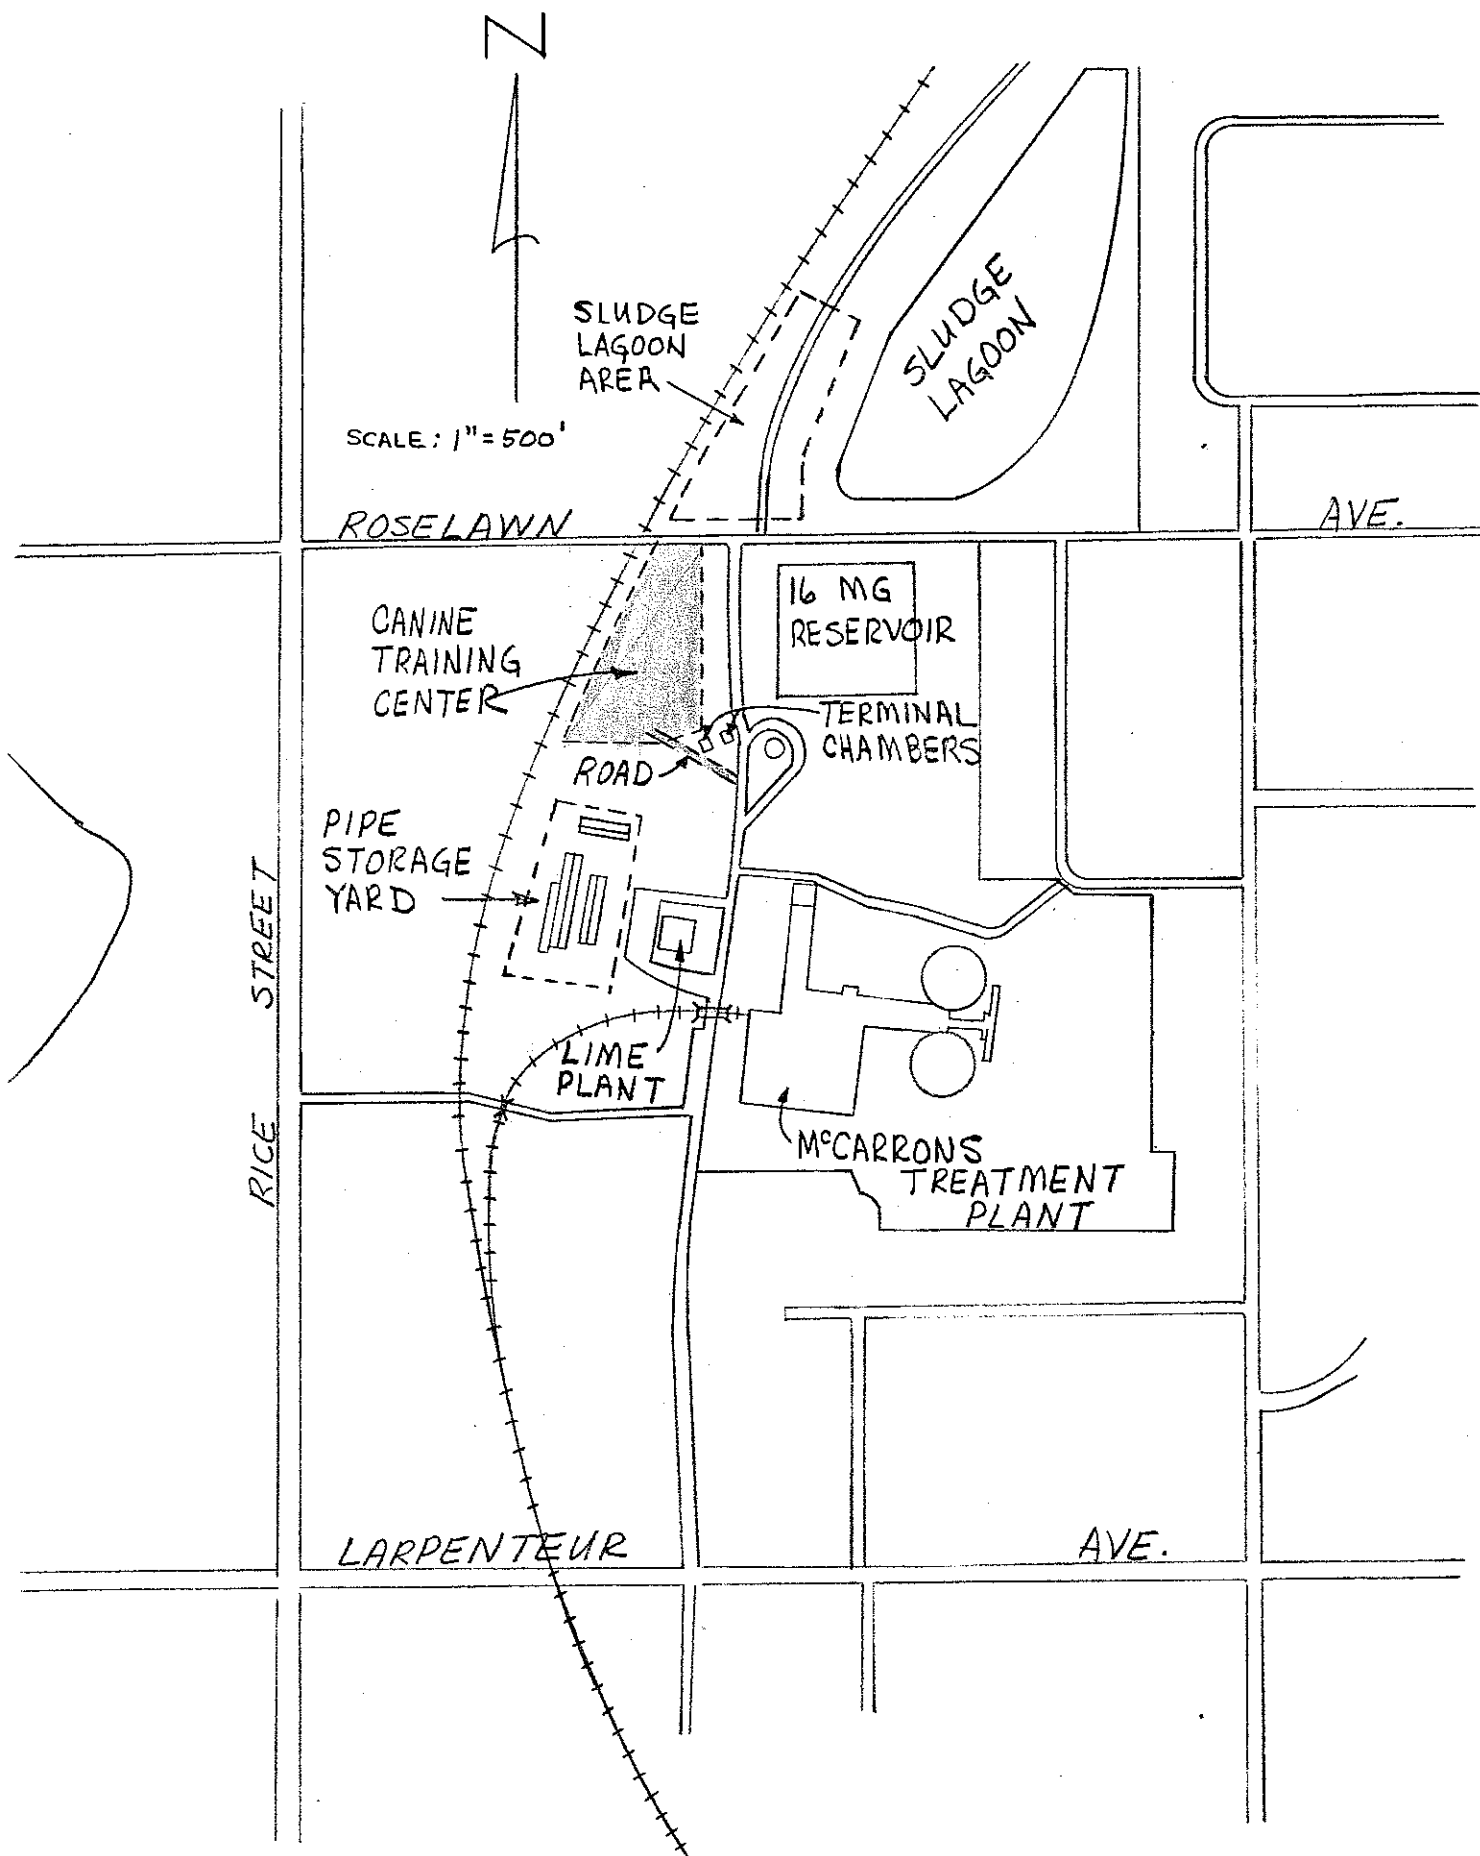 N
SLUDGE
LAGOON
AREA
SLUDGE
LAGOON
SCALE: 1" = 500'
ROSELAWN
AVE.
16 MG
RESERVOIR
CANINE
TRAINING
CENTER
TERMINAL
CHAMBERS
ROAD
PIPE
STORAGE
YARD
RICE STREET
LIME
PLANT
McCARRONS
TREATMENT
PLANT
LARPENTEUR
AVE.